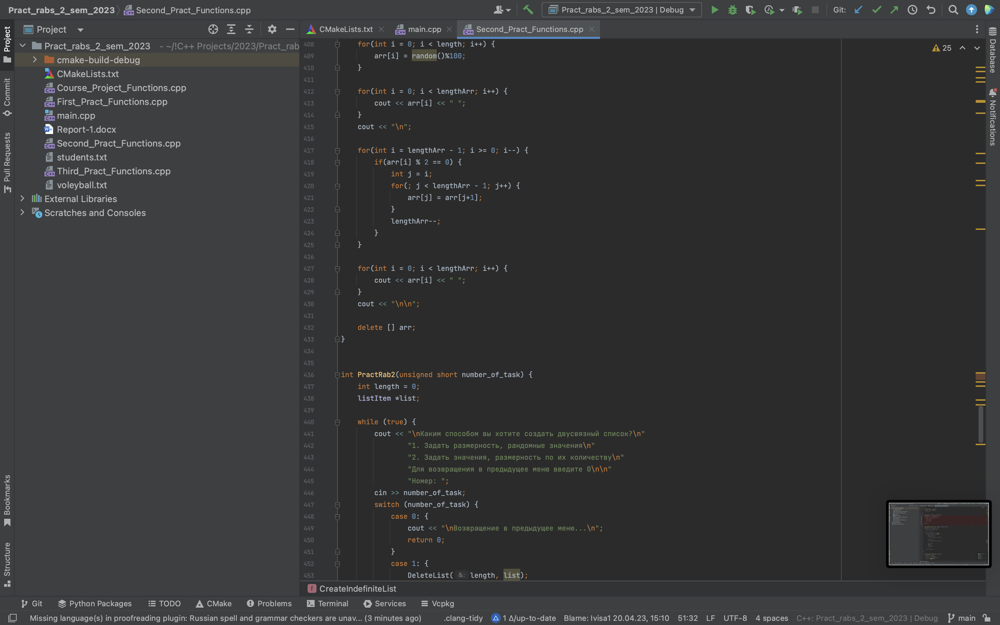 Pract_rabs_2_sem_2023 Second_Pract_Functions.cpp
Pract_rabs_2_sem_2023 | Debug
Git:
Project
CMakeLists.txt
main.cpp
Second_Pract_Functions.cpp
Pract_rabs_2_sem_2023 - ~/!C++ Projects/2023/Pract_rab
cmake-build-debug
CMakeLists.txt
Course_Project_Functions.cpp
First_Pract_Functions.cpp
main.cpp
Report-1.docx
Second_Pract_Functions.cpp
students.txt
Third_Pract_Functions.cpp
voleyball.txt
External Libraries
Scratches and Consoles
Project
Commit
Pull Requests
Bookmarks
Structure
25
Database
Notifications
408 for(int i = 0; i < length; i++) {
409 arr[i] = random()%100;
410 }
411
412 for(int i = 0; i < lengthArr; i++) {
413 cout << arr[i] << " ";
414 }
415 cout << "\n";
416
417 for(int i = lengthArr - 1; i >= 0; i--) {
418 if(arr[i] % 2 == 0) {
419 int j = i;
420 for(; j < lengthArr - 1; j++) {
421 arr[j] = arr[j+1];
422 }
423 lengthArr--;
424 }
425 }
426
427 for(int i = 0; i < lengthArr; i++) {
428 cout << arr[i] << " ";
429 }
430 cout << "\n\n";
431
432 delete [] arr;
433 }
434
435
436 int PractRab2(unsigned short number_of_task) {
437 int length = 0;
438 listItem *list;
439
440 while (true) {
441 cout << "\nКаким способом вы хотите создать двусвязный список?\n"
442 "1. Задать размерность, рандомные значения\n"
443 "2. Задать значения, размерность по их количеству\n"
444 "Для возвращения в предыдущее меню введите 0\n\n"
445 "Номер: ";
446 cin >> number_of_task;
447 switch (number_of_task) {
448 case 0: {
449 cout << "\nВозвращение в предыдущее меню...\n";
450 return 0;
451 }
452 case 1: {
453 DeleteList( &: length, list);
f CreateIndefiniteList
Git
Python Packages
TODO
CMake
Problems
Terminal
Services
Vcpkg
Missing language(s) in proofreading plugin: Russian spell and grammar checkers are unav... (3 minutes ago)
.clang-tidy
1 Δ/up-to-date
Blame: Ivisa1 20.04.23, 15:10
51:32
LF
UTF-8
4 spaces
C++: Pract_rabs_2_sem_2023 | Debug
main